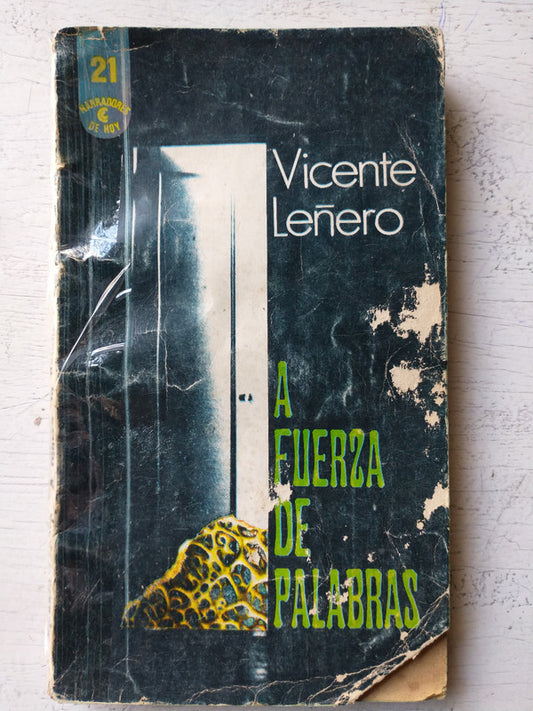 21
NARRADORES
DE HOY
Vicente
Leñero
A
FUERZA
DE
PALABRAS